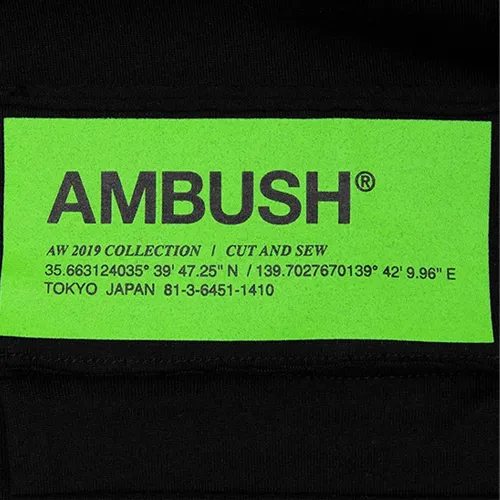 AMBUSH®
AW 2019 COLLECTION / CUT AND SEW
35.663124035° 39' 47.25" N / 139.7027670139° 42' 9.96" E
TOKYO JAPAN 81-3-6451-1410